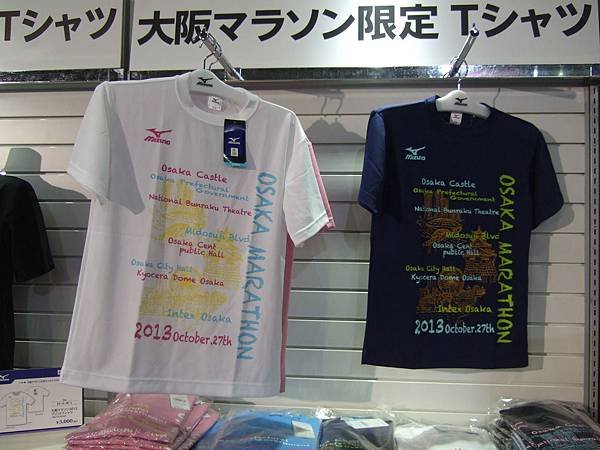 Tシャツ
大阪マラソン限定 Tシャツ
MIZUNO
Osaka Castle
Osaka Prefectural
Government
National Bunraku Theatre
Midosuji Blvd
Osaka Cent
public Hall
Osaka City Hall
Kyocera Dome Osaka
Intex Osaka
2013 October.27th
OSAKA MARATHON
MIZUNO
Osaka Castle
Osaka Prefectural
Government
National Bunraku Theatre
Midosuji Blvd
Osaka Cent
public Hall
Osaka City Hall
Kyocera Dome Osaka
Intex Osaka
2013 October.27th
OSAKA MARATHON
¥3,000